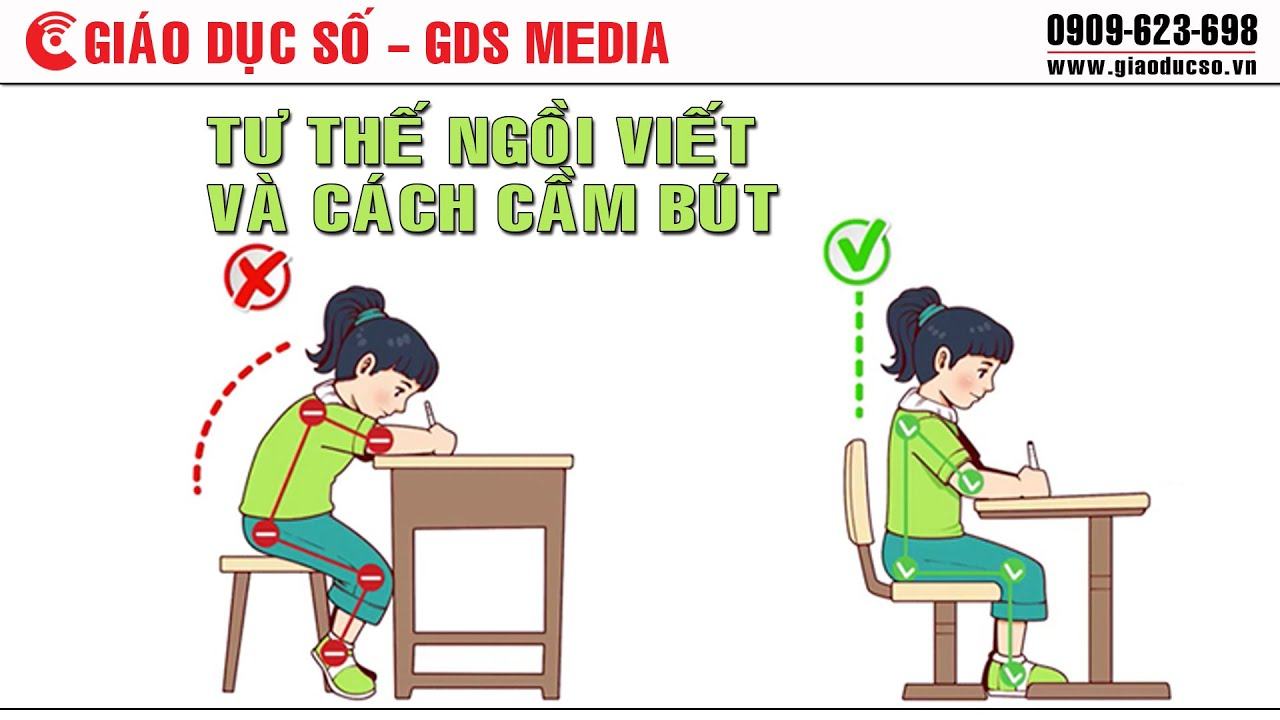 GIÁO DỤC SỐ – GDS MEDIA
0909-623-698
www.giaoducso.vn
TƯ THẾ NGỒI VIẾT
VÀ CÁCH CẦM BÚT